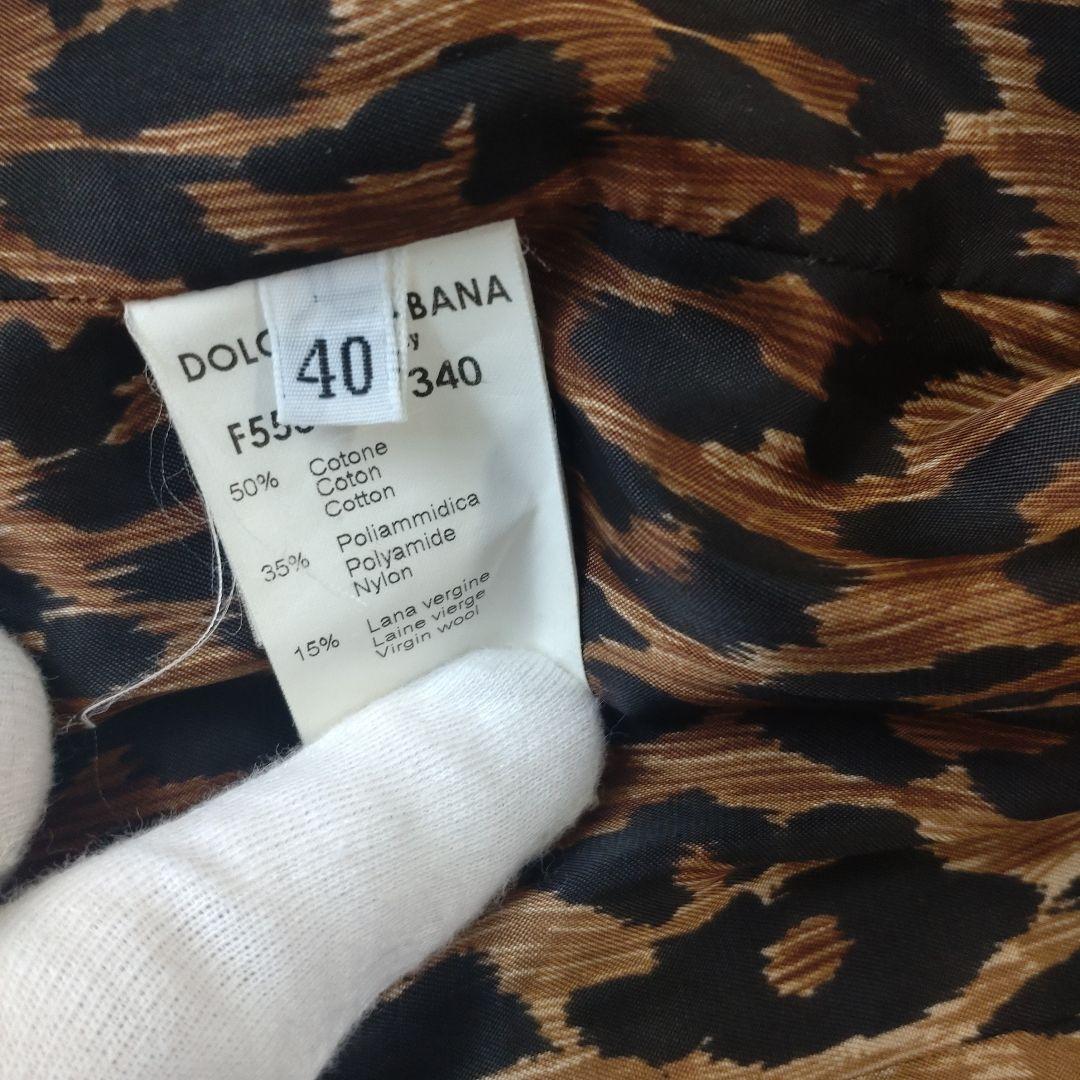 DOLC BANA
40
340
F55
50% Cotone
Coton
Cotton
35% Poliammidica
Polyamide
Nylon
15% Lana vergine
Laine vierge
Virgin wool